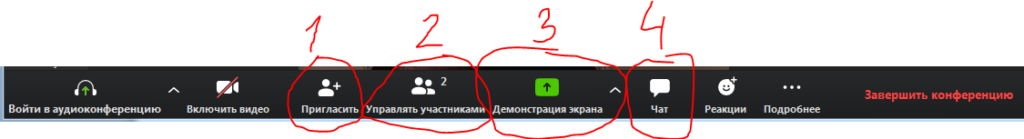 1 2 3 4
2
Войти в аудиоконференцию Включить видео Пригласить Управлять участниками Демонстрация экрана Чат Реакции Подробнее Завершить конференцию